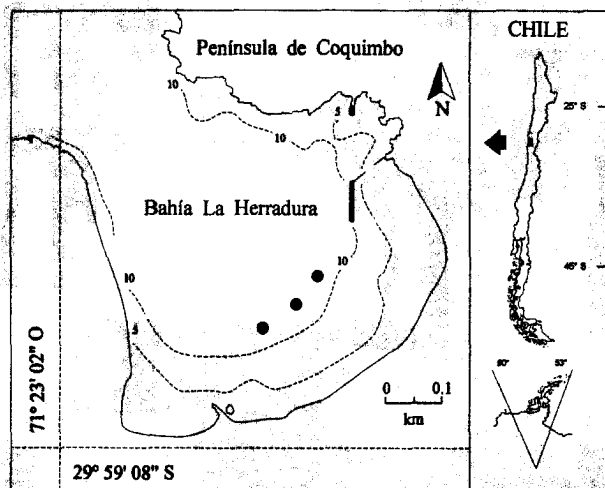 Península de Coquimbo
CHILE
10
5
N
25° S
10
Bahía La Herradura
10
10
5
45° S
0 0,1
km
90°
53°
71° 23' 02" O
29° 59' 08" S